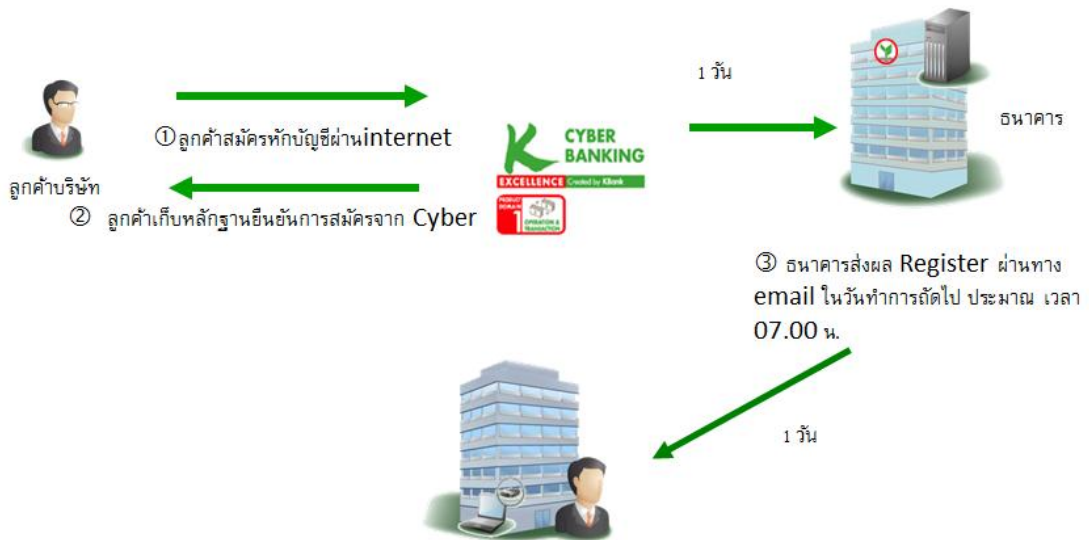 1 วัน
ธนาคาร
①ลูกค้าสมัครหักบัญชีผ่านinternet
K CYBER
BANKING
EXCELLENCE Created by KBank
PRODUCT
DOMAIN
1
OPERATION &
TRANSACTION
ลูกค้าบริษัท
② ลูกค้าเก็บหลักฐานยืนยันการสมัครจาก Cyber
③ ธนาคารส่งผล Register ผ่านทาง
email ในวันทำการถัดไป ประมาณ เวลา
07.00 น.
1 วัน